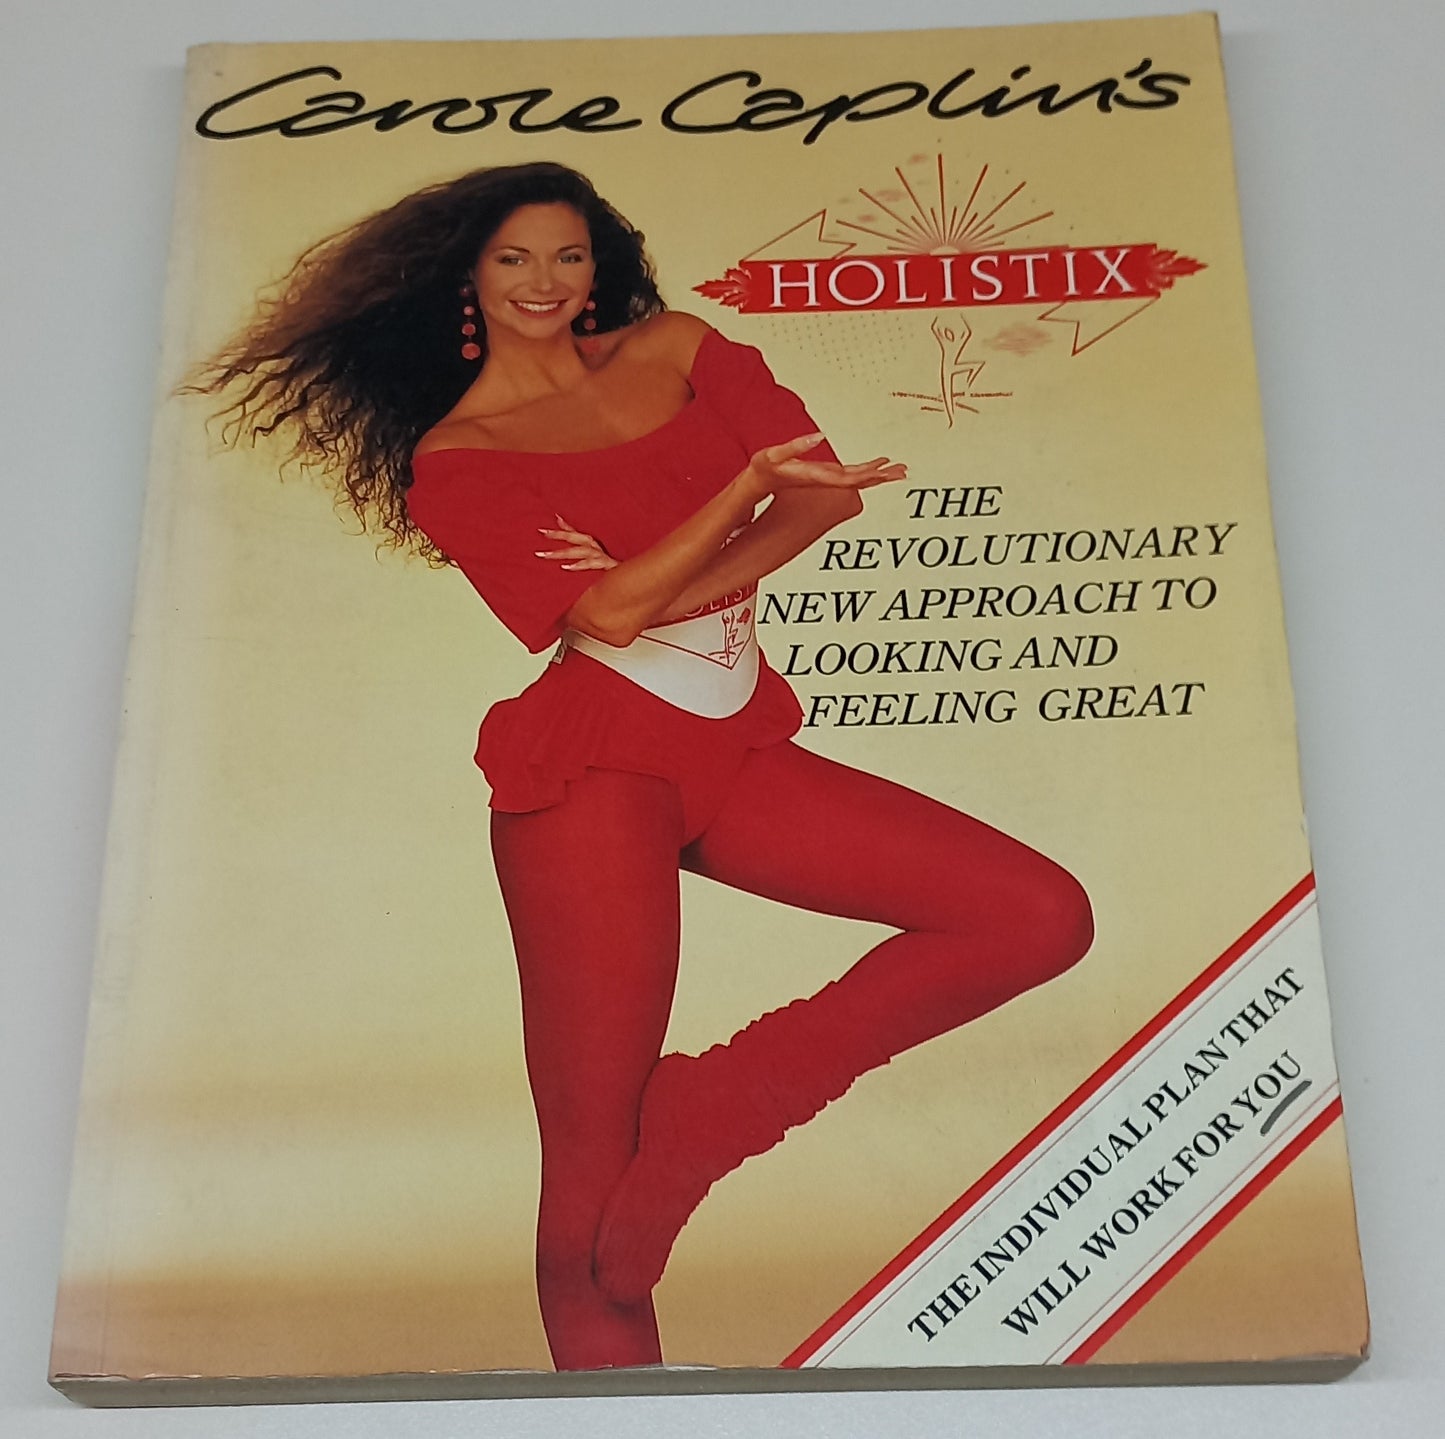 Carole Caplin's
HOLISTIX
THE
REVOLUTIONARY
NEW APPROACH TO
LOOKING AND
FEELING GREAT
THE INDIVIDUAL PLAN THAT
WILL WORK FOR YOU